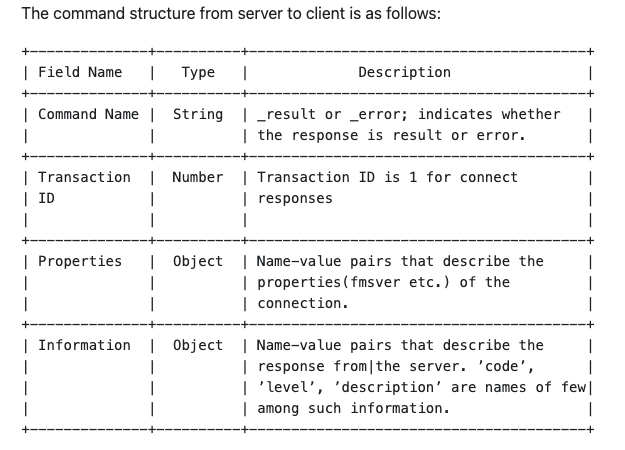 The command structure from server to client is as follows:
+--------------+----------+----------------------------------------+
| Field Name   |   Type   |              Description               |
+--------------+----------+----------------------------------------+
| Command Name |  String  | _result or _error; indicates whether   |
|              |          | the response is result or error.       |
+--------------+----------+----------------------------------------+
| Transaction  |  Number  | Transaction ID is 1 for connect        |
| ID           |          | responses                              |
|              |          |                                        |
+--------------+----------+----------------------------------------+
| Properties   |  Object  | Name-value pairs that describe the     |
|              |          | properties(fmsver etc.) of the         |
|              |          | connection.                            |
+--------------+----------+----------------------------------------+
| Information  |  Object  | Name-value pairs that describe the     |
|              |          | response from|the server. ’code’,      |
|              |          | ’level’, ’description’ are names of few|
|              |          | among such information.                |
+--------------+----------+----------------------------------------+